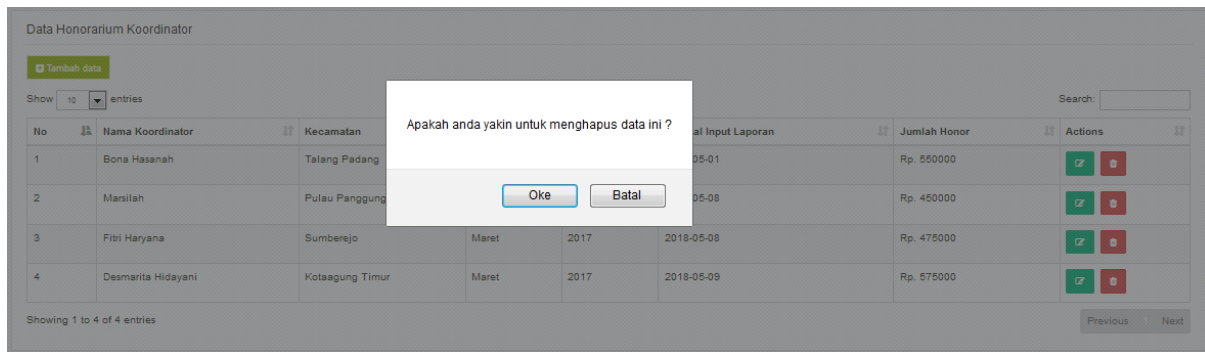 Data Honorarium Koordinator
Tambah data
Show 10 entries Search:
Apakah anda yakin untuk menghapus data ini ?
Oke Batal
No Nama Koordinator Kecamatan al Input Laporan Jumlah Honor Actions
1 Bona Hasanah Talang Padang 05-01 Rp. 550000
2 Marsilah Pulau Panggung 05-08 Rp. 450000
3 Fitri Haryana Sumberejo Maret 2017 2018-05-08 Rp. 475000
4 Desmarita Hidayani Kotaagung Timur Maret 2017 2018-05-09 Rp. 575000
Showing 1 to 4 of 4 entries Previous 1 Next